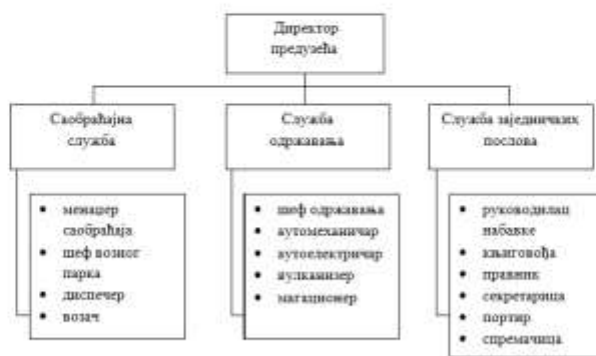 Директор
предузећа
Саобраћајна
служба
Служба
одржавања
Служба заједничких
послова
менаџер
саобраћаја
шеф возног
парка
диспечер
возач
шеф одржавања
аутомеханичар
аутоелектричар
вулканизер
магационер
руководилац
набавке
књиговођа
правник
секретарица
портир
спремачица